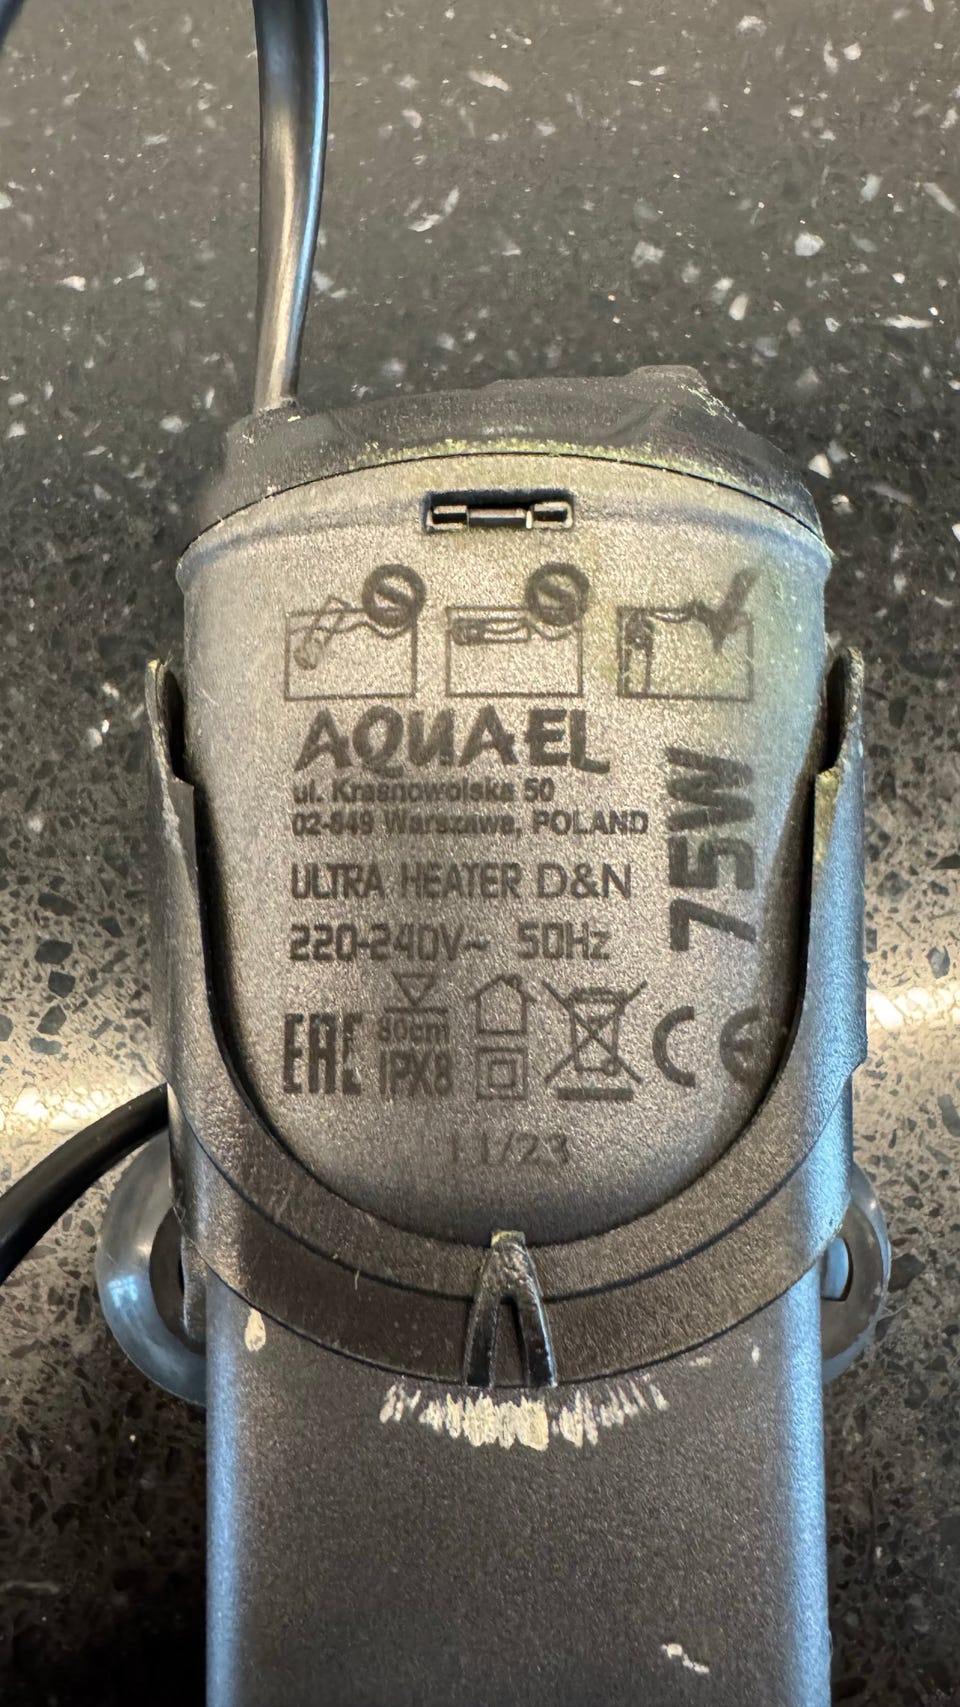 AQUAEL
ul. Krasnowolska 50
02-849 Warszawa, POLAND
ULTRA HEATER D&N
220-240V~ 50Hz
75W
EAC 80cm
IPX8
CE
11/23